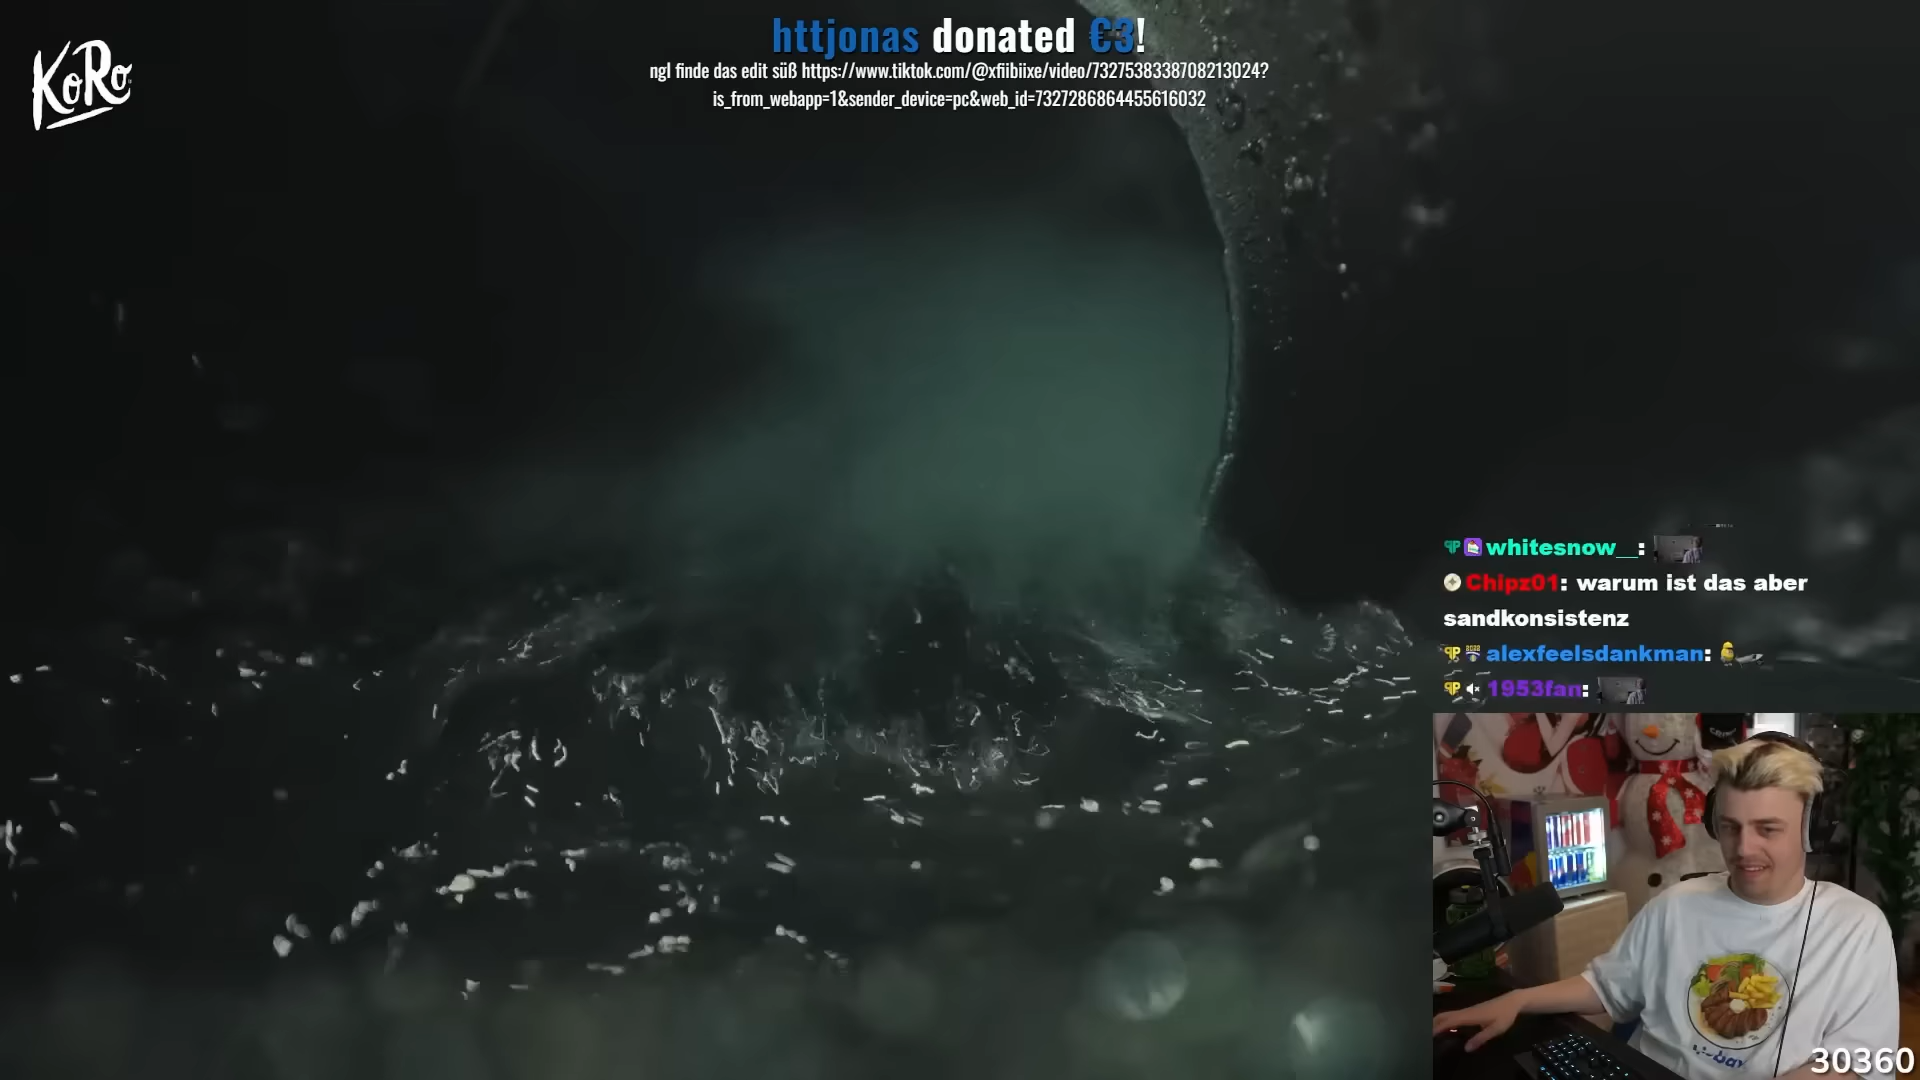 KoRo
httjonas donated €3!
ngl finde das edit süß https://www.tiktok.com/@xfiibiixe/video/7327538338708213024?
is_from_webapp=1&sender_device=pc&web_id=7327286864455616032
whitesnow__:
Chipz01: warum ist das aber
sandkonsistenz
alexfeelsdankman:
1953fan:
30360